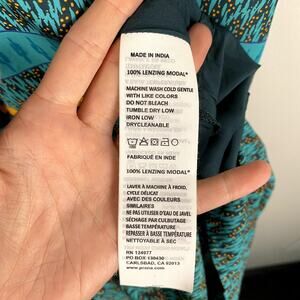 MADE IN INDIA
100% LENZING MODAL*
MACHINE WASH COLD GENTLE
WITH LIKE COLORS
DO NOT BLEACH
TUMBLE DRY LOW
IRON LOW
DRYCLEANABLE
FABRIQUÉ EN INDE
100% LENZING MODAL*
LAVER À MACHINE À FROID,
CYCLE DÉLICAT
AVEC DES COULEURS
SIMILAIRES
NE PAS UTILISER D'EAU DE JAVEL
SÉCHAGE PAR CULBUTAGE
BASSE TEMPÉRATURE
REPASSER À BASSE TEMPÉRATURE
NETTOYABLE À SEC
RN 124977
PO BOX 130430
CARLSBAD, CA 92013
www.prana.com